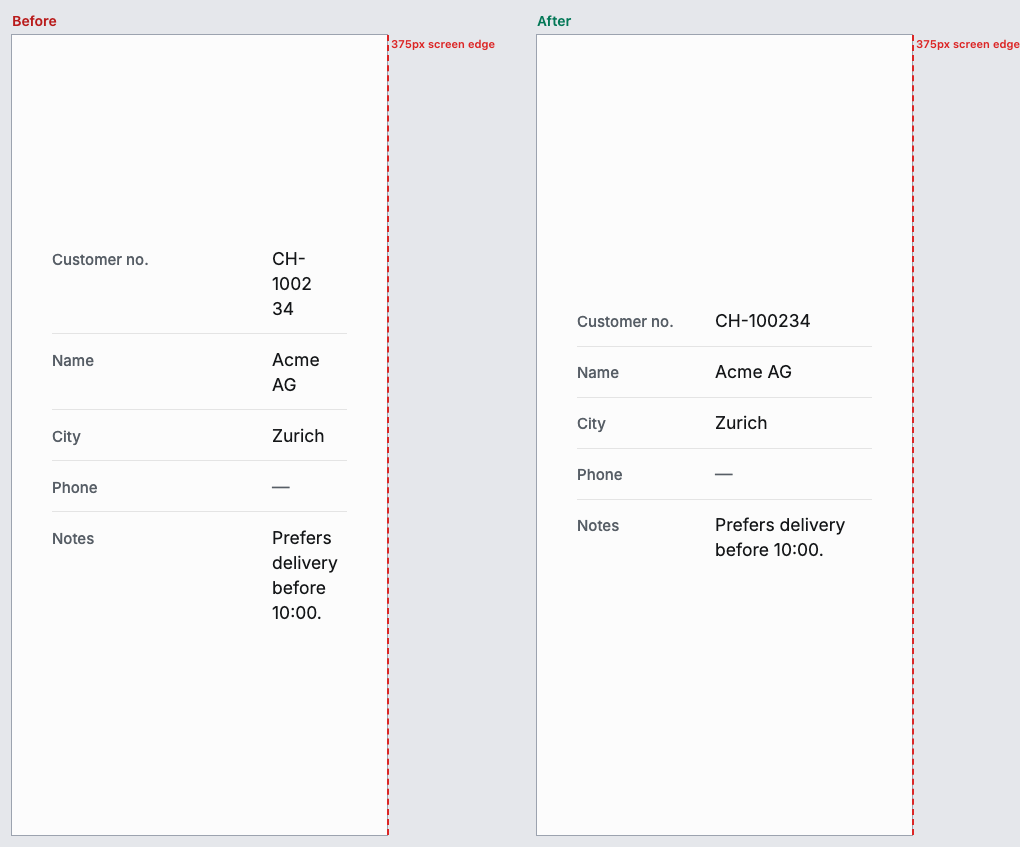 Before
375px screen edge
Customer no.
CH-
1002
34
Name
Acme
AG
City
Zurich
Phone
—
Notes
Prefers
delivery
before
10:00.
After
375px screen edge
Customer no.
CH-100234
Name
Acme AG
City
Zurich
Phone
—
Notes
Prefers delivery
before 10:00.